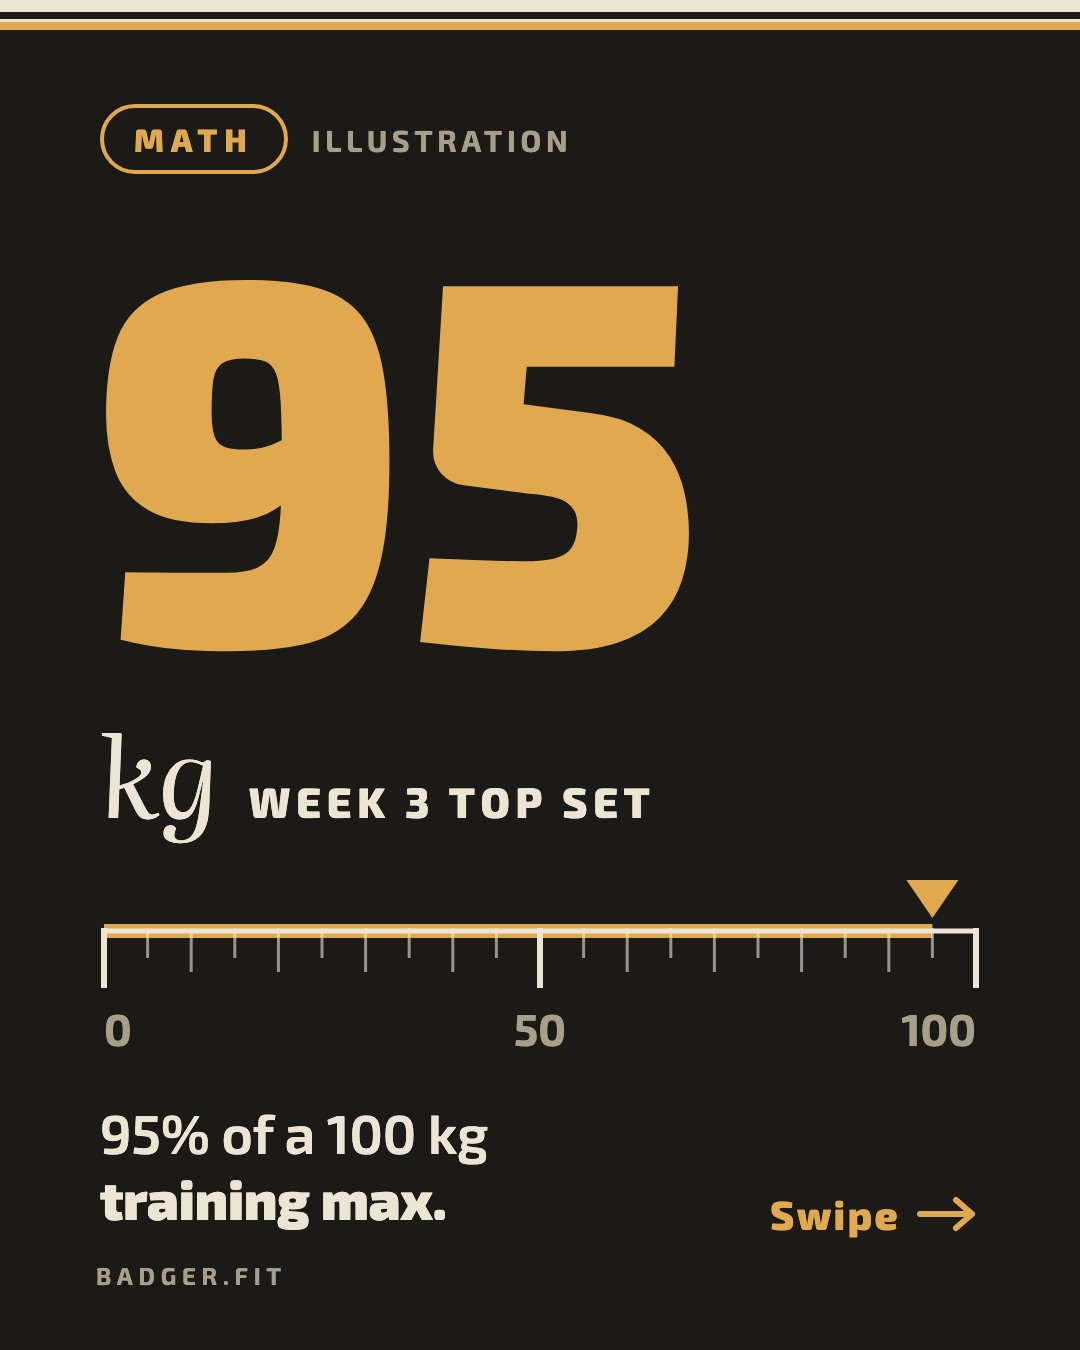 MATH ILLUSTRATION
95
kg WEEK 3 TOP SET
0 50 100
95% of a 100 kg
training max.
Swipe →
BADGER.FIT